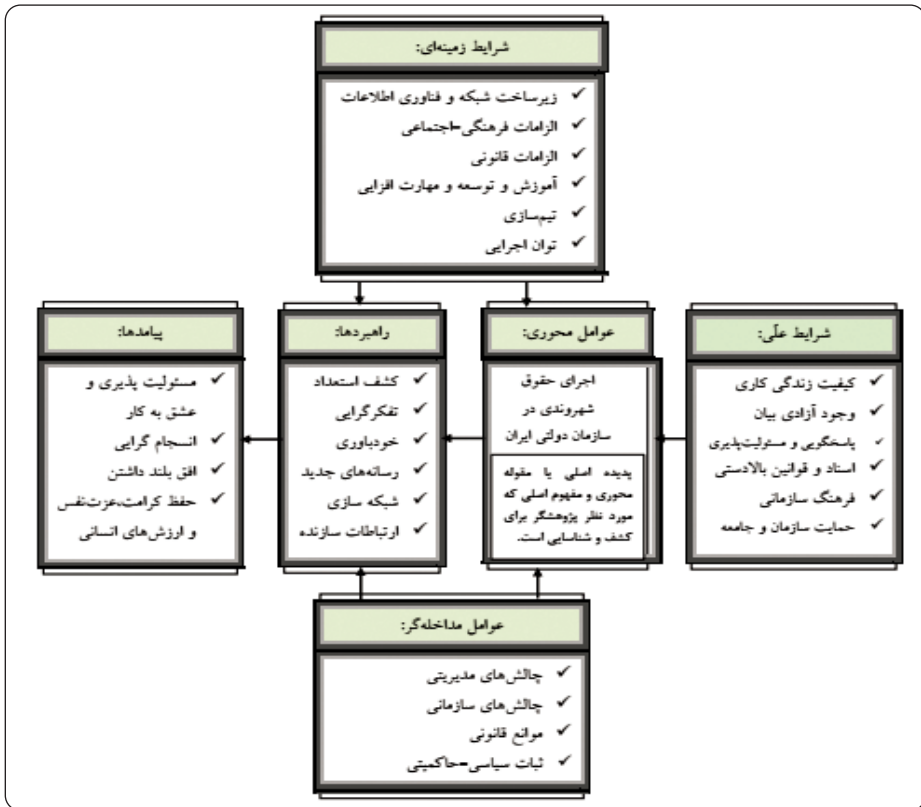 شرایط زمینه‌ای:
✓ زیرساخت شبکه و فناوری اطلاعات
✓ الزامات فرهنگی-اجتماعی
✓ الزامات قانونی
✓ آموزش و توسعه و مهارت افزایی
✓ تیم‌سازی
✓ توان اجرایی
شرایط علّی:
✓ کیفیت زندگی کاری
✓ وجود آزادی بیان
✓ پاسخگویی و مسئولیت‌پذیری
✓ اسناد و قوانین بالادستی
✓ فرهنگ سازمانی
✓ حمایت سازمان و جامعه
عوامل محوری:
اجرای حقوق
شهروندی در
سازمان دولتی ایران
پدیده اصلی یا مقوله
محوری و مفهوم اصلی که
مورد نظر پژوهشگر برای
کشف و شناسایی است.
راهبردها:
✓ کشف استعداد
✓ تفکرگرایی
✓ خودباوری
✓ رسانه‌های جدید
✓ شبکه سازی
✓ ارتباطات سازنده
پیامدها:
✓ مسئولیت پذیری و
عشق به کار
✓ انسجام گرایی
✓ افق بلند داشتن
✓ حفظ کرامت،عزت‌نفس
و ارزش‌های انسانی
عوامل مداخله‌گر:
✓ چالش‌های مدیریتی
✓ چالش‌های سازمانی
✓ موانع قانونی
✓ ثبات سیاسی-حاکمیتی